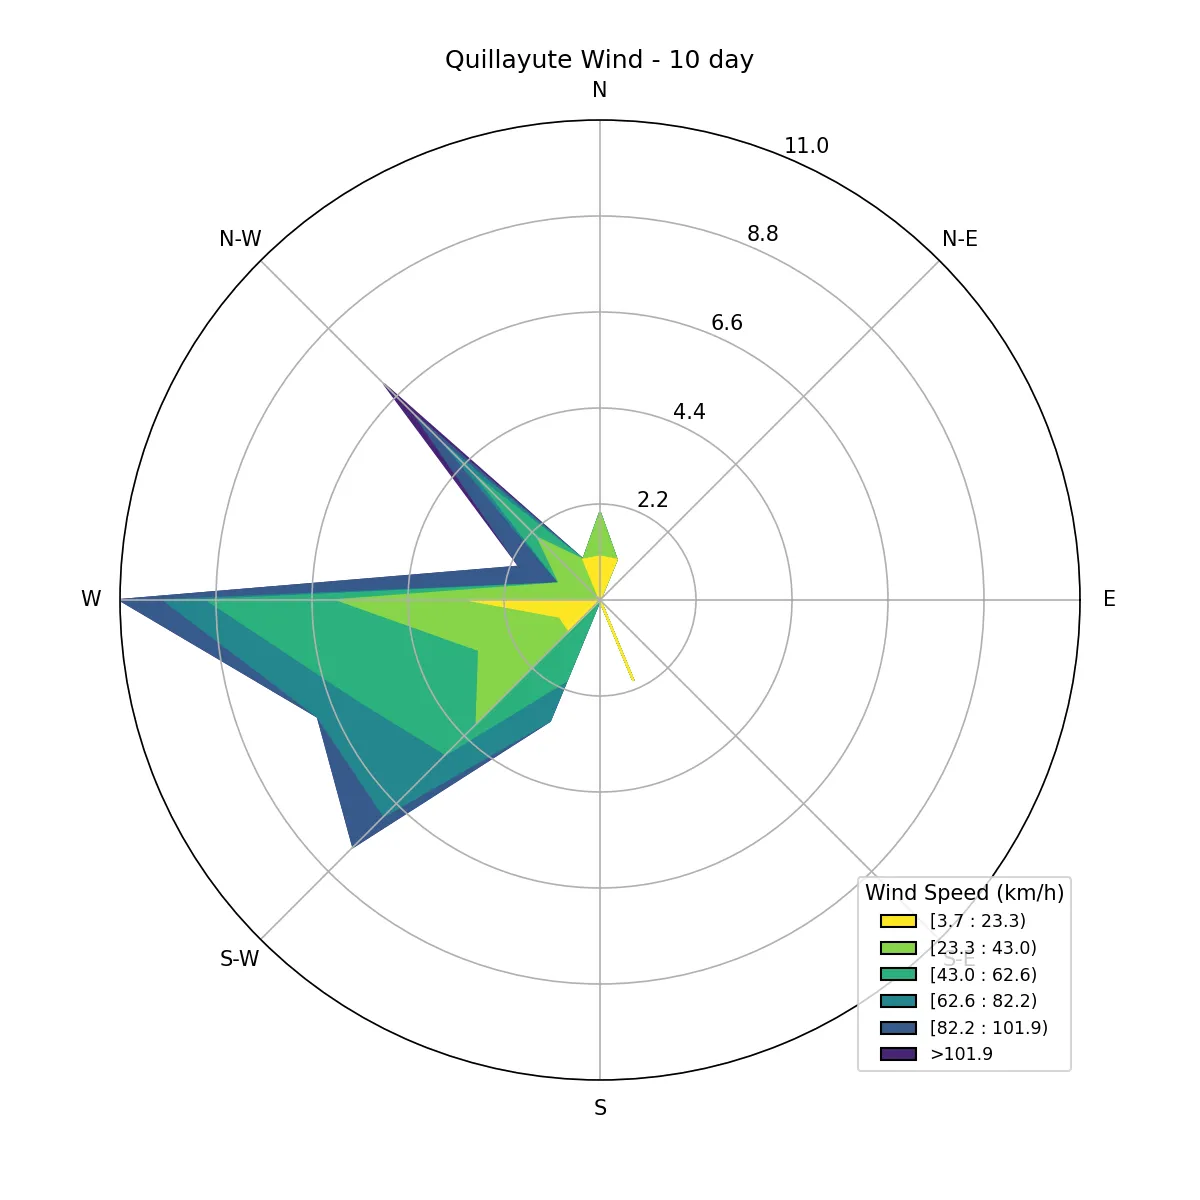 Quillayute Wind - 10 day
N
11.0
N-W
8.8
N-E
6.6
4.4
2.2
W
E
S-W
S-E
S
Wind Speed (km/h)
[3.7 : 23.3)
[23.3 : 43.0)
[43.0 : 62.6)
[62.6 : 82.2)
[82.2 : 101.9)
>101.9